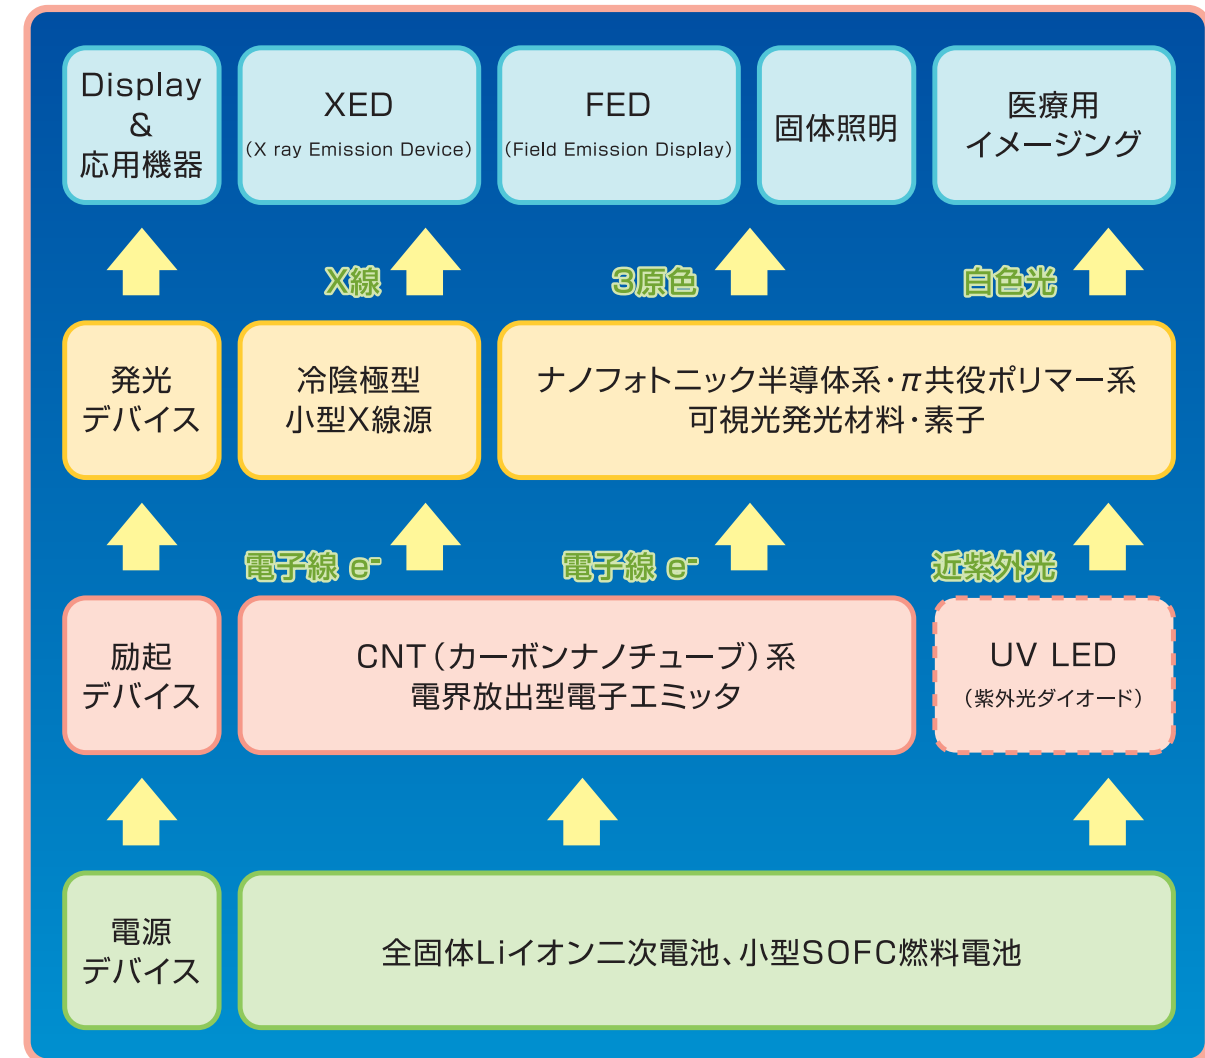 Display
&
応用機器
XED
(X ray Emission Device)
FED
(Field Emission Display)
固体照明
医療用
イメージング
X線
3原色
白色光
発光
デバイス
冷陰極型
小型X線源
ナノフォトニック半導体系・π共役ポリマー系
可視光発光材料・素子
電子線 e⁻
電子線 e⁻
近紫外光
励起
デバイス
CNT（カーボンナノチューブ）系
電界放出型電子エミッタ
UV LED
（紫外光ダイオード）
電源
デバイス
全固体Liイオン二次電池、小型SOFC燃料電池